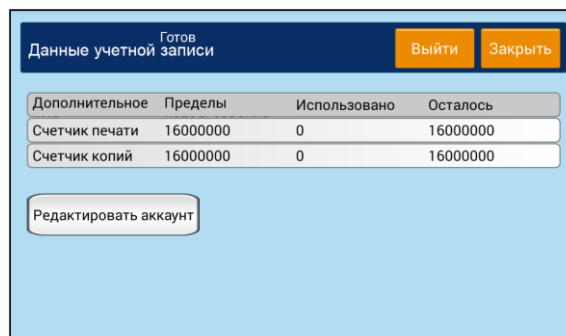 Готов
Данные учетной записи
Выйти
Закрыть
Дополнительное Пределы Использовано Осталось
Счетчик печати 16000000 0 16000000
Счетчик копий 16000000 0 16000000
Редактировать аккаунт